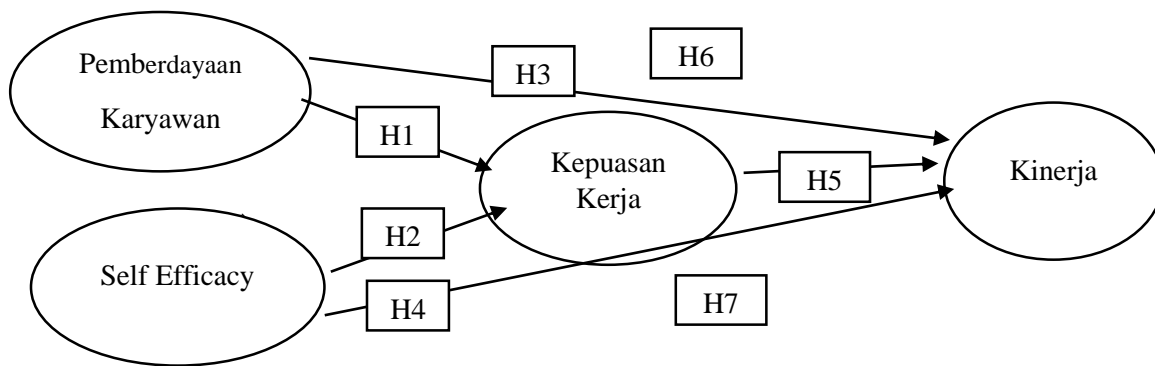 Pemberdayaan
Karyawan
H3
H6
H1
Kepuasan
Kerja
H5
Kinerja
H2
Self Efficacy
H4
H7